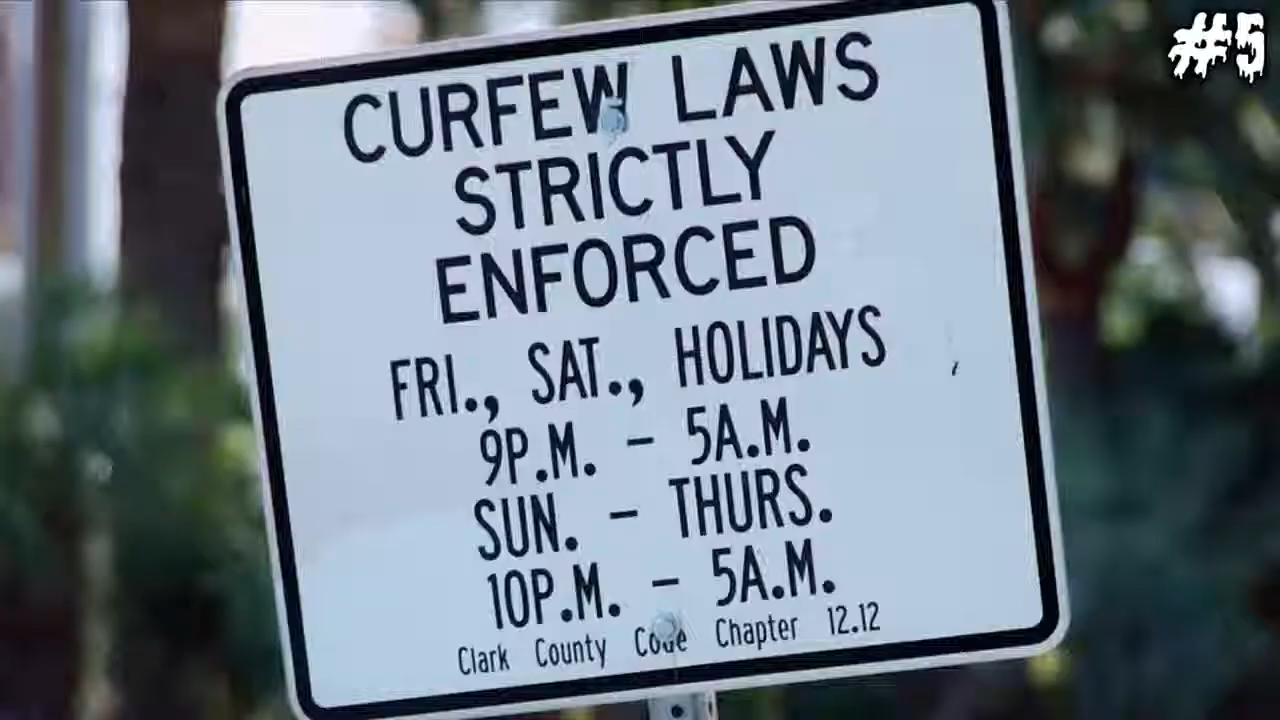 #5
CURFEW LAWS
STRICTLY
ENFORCED
FRI., SAT., HOLIDAYS
9P.M. - 5A.M.
SUN. - THURS.
10P.M. - 5A.M.
Clark County Code Chapter 12.12